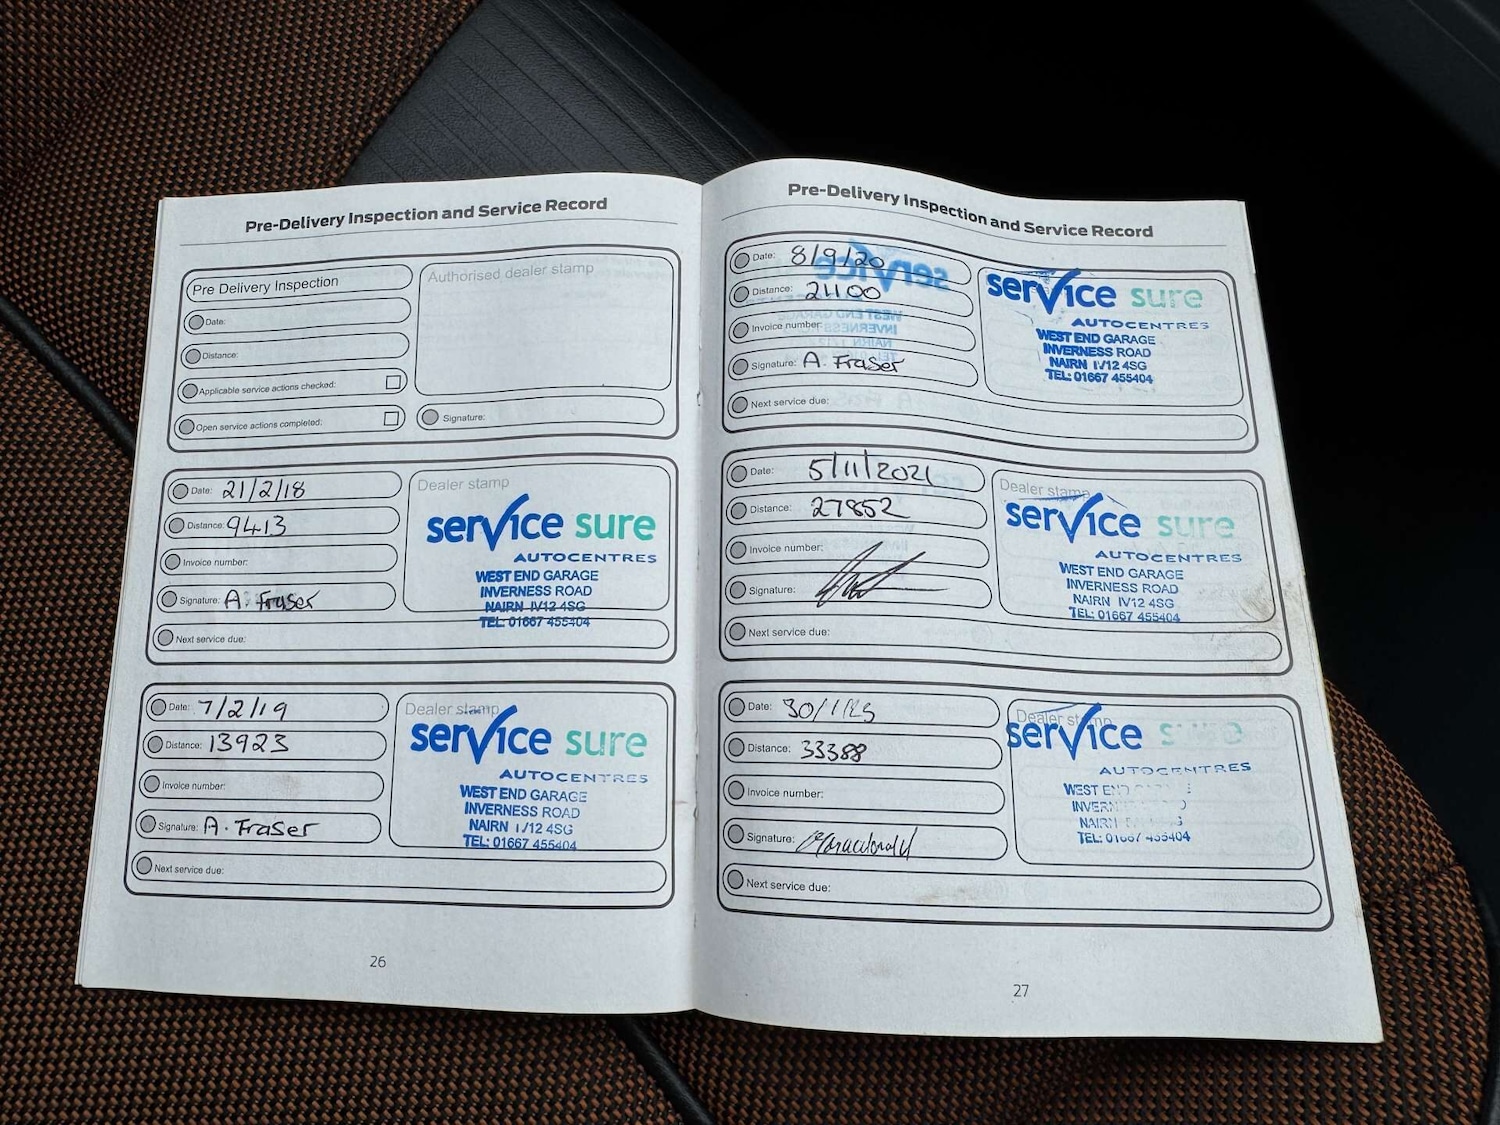 Pre-Delivery Inspection and Service Record
Pre Delivery Inspection
Date:
Distance:
Applicable service actions checked:
Open service actions completed:
Authorised dealer stamp
Signature:
Date: 21/2/18
Distance: 9413
Invoice number:
Signature: A. Fraser
Next service due:
Dealer stamp
service sure
AUTOCENTRES
WEST END GARAGE
INVERNESS ROAD
NAIRN IV12 4SG
TEL: 01667 455404
Date: 7/2/19
Distance: 13923
Invoice number:
Signature: A. Fraser
Next service due:
Dealer stamp
service sure
AUTOCENTRES
WEST END GARAGE
INVERNESS ROAD
NAIRN IV12 4SG
TEL: 01667 455404
26
Pre-Delivery Inspection and Service Record
Date: 8/9/20
Distance: 21100
Invoice number:
Signature: A. Fraser
Next service due:
service sure
AUTOCENTRES
WEST END GARAGE
INVERNESS ROAD
NAIRN IV12 4SG
TEL: 01667 455404
Date: 5/11/2021
Distance: 27852
Invoice number:
Signature:
Next service due:
Dealer stamp
service sure
AUTOCENTRES
WEST END GARAGE
INVERNESS ROAD
NAIRN IV12 4SG
TEL: 01667 455404
Date:
Distance: 33388
Invoice number:
Signature:
Next service due:
Dealer stamp
service
AUTOCENTRES
WEST
NAIRN
TEL: 01667 455404
27